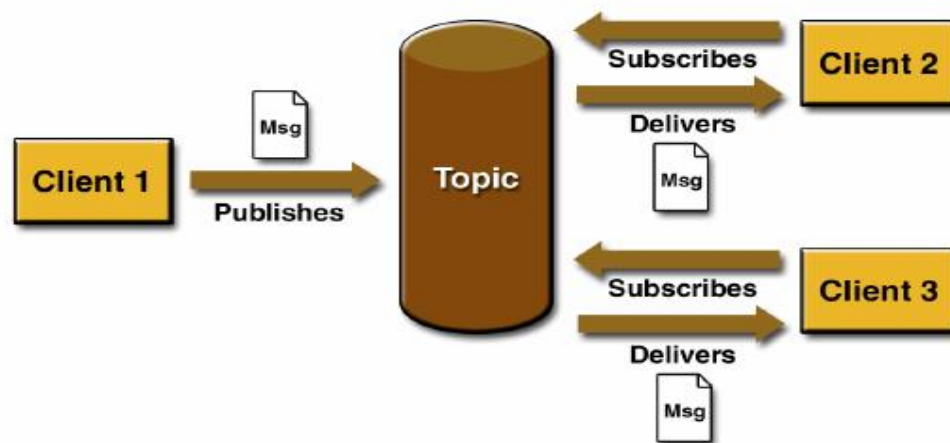 Msg
Client 1
Publishes
Topic
Subscribes
Client 2
Delivers
Msg
Subscribes
Client 3
Delivers
Msg